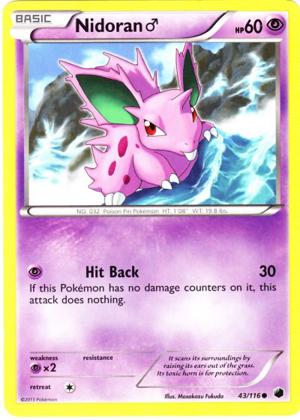 BASIC
Nidoran♂
HP60
NO. 032 Poison Pin Pokémon HT: 1'08" WT: 19.8 lbs.
Hit Back 30
If this Pokémon has no damage counters on it, this
attack does nothing.
weakness resistance
×2
retreat
It scans its surroundings by
raising its ears out of the grass.
Its toxic horn is for protection.
©2013 Pokémon
Illus. Masakazu Fukuda
43/116